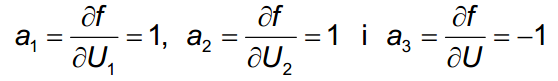 a₁ = ∂f/∂U₁ = 1, a₂ = ∂f/∂U₂ = 1 i a₃ = ∂f/∂U = −1